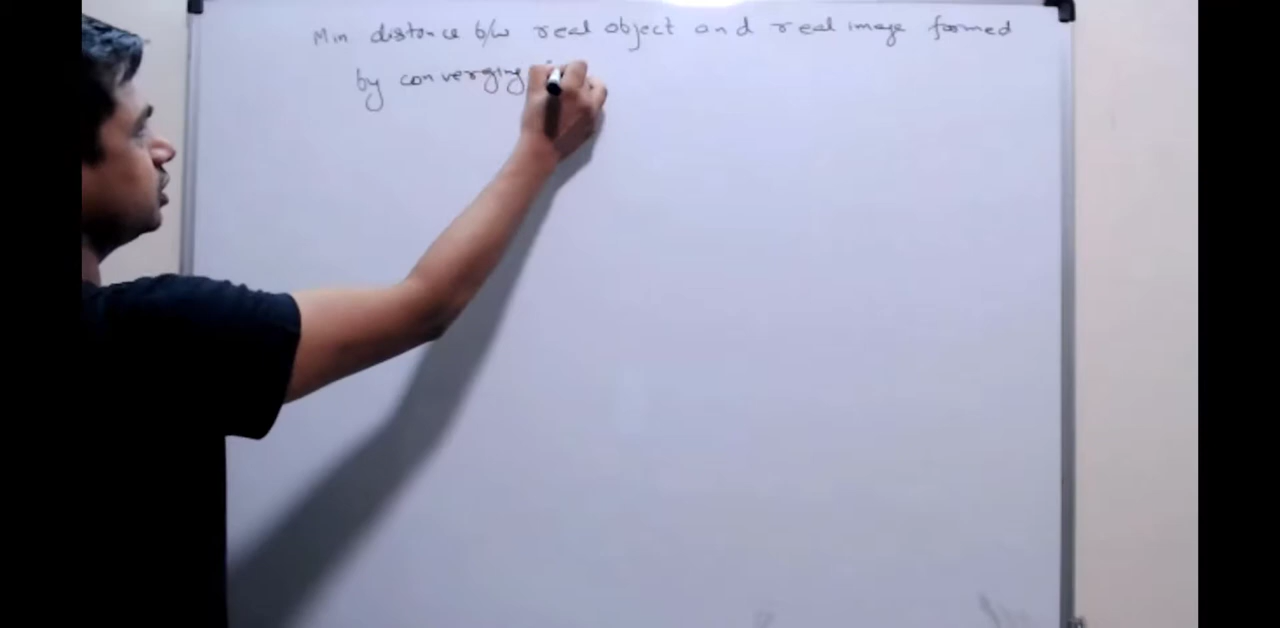 Min distance b/w real object and real image formed
by converging